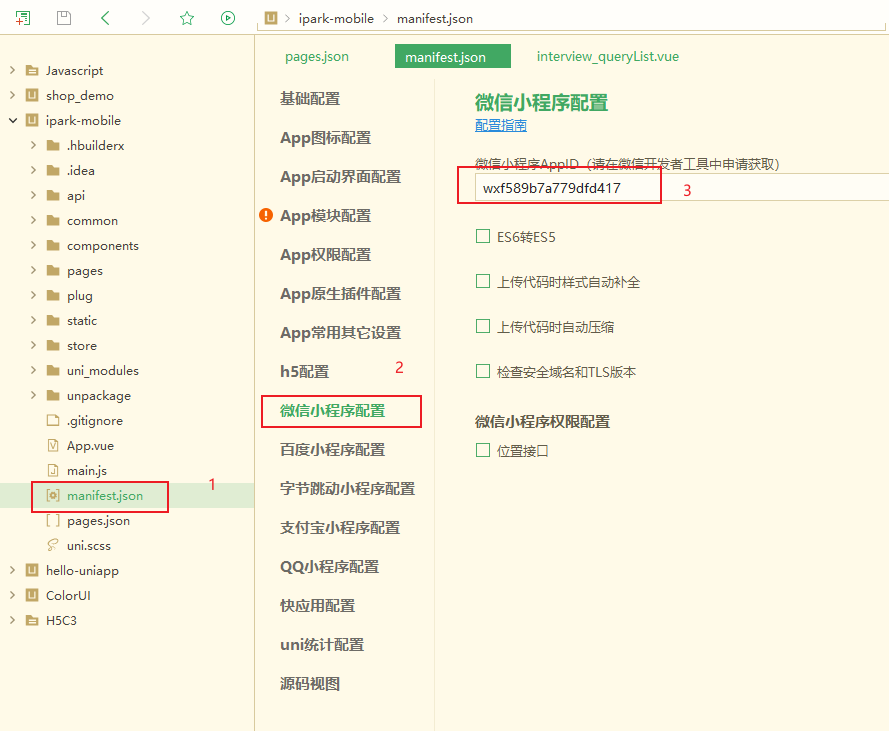 ipark-mobile
manifest.json
pages.json
manifest.json
interview_queryList.vue
Javascript
shop_demo
ipark-mobile
.hbuilderx
.idea
api
common
components
pages
plug
static
store
uni_modules
unpackage
.gitignore
App.vue
main.js
manifest.json
1
pages.json
uni.scss
hello-uniapp
ColorUI
H5C3
基础配置
App图标配置
App启动界面配置
App模块配置
App权限配置
App原生插件配置
App常用其它设置
h5配置
2
微信小程序配置
百度小程序配置
字节跳动小程序配置
支付宝小程序配置
QQ小程序配置
快应用配置
uni统计配置
源码视图
微信小程序配置
配置指南
微信小程序AppID（请在微信开发者工具中申请获取）
wxf589b7a779dfd417
3
ES6转ES5
上传代码时样式自动补全
上传代码时自动压缩
检查安全域名和TLS版本
微信小程序权限配置
位置接口